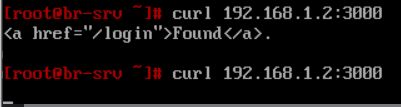 [root@br-srv ~]# curl 192.168.1.2:3000
<a href="/login">Found</a>.
[root@br-srv ~]# curl 192.168.1.2:3000